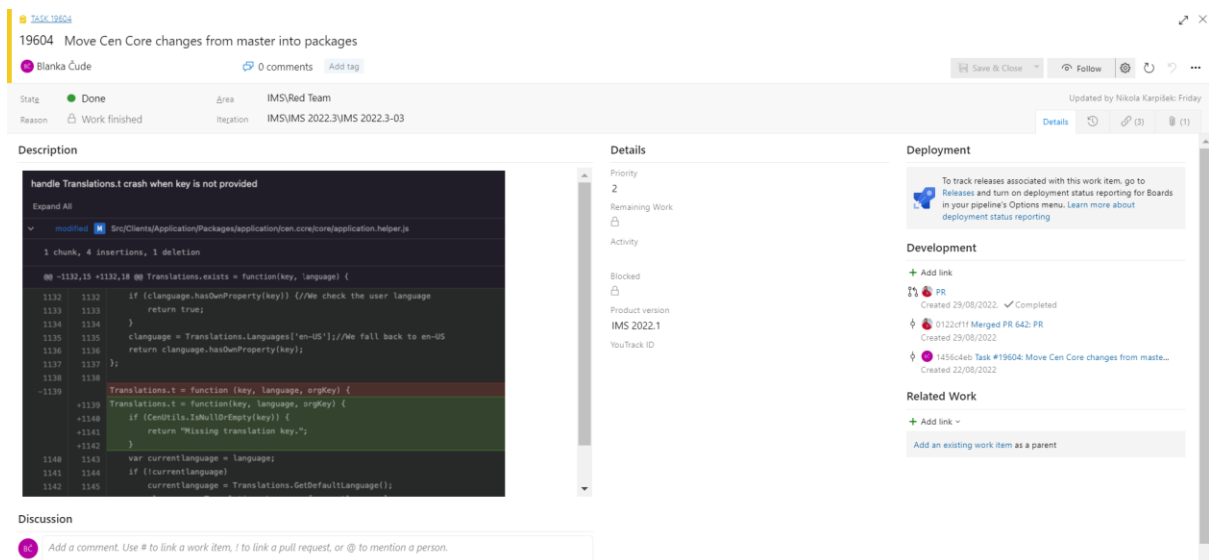 TASK 19604
19604 Move Cen Core changes from master into packages
BČ Blanka Čude 0 comments Add tag Save & Close Follow
State Done Area IMS\Red Team Updated by Nikola Karpíšek: Friday
Reason Work finished Iteration IMS\IMS 2022.3\IMS 2022.3-03 Details (3) (1)
Description
handle Translations.t crash when key is not provided
Expand All
modified M Src/Clients/Application/Packages/application/cen.ccre/core/application.helper.js
1 chunk, 4 insertions, 1 deletion
@@ -1132,15 +1132,18 @@ Translations.exists = function(key, language) {
1132 1132 if (clanguage.hasOwnProperty(key)) {//We check the user language
1133 1133 return true;
1134 1134 }
1135 1135 clanguage = Translations.Languages['en-US'];//We fall back to en-US
1136 1136 return clanguage.hasOwnProperty(key);
1137 1137 };
1138 1138
-1139 Translations.t = function (key, language, orgKey) {
+1139 Translations.t = function(key, language, orgKey) {
+1140 if (CenUtils.IsNullOrEmpty(key)) {
+1141 return "Missing translation key.";
+1142 }
1140 1143 var currentlanguage = language;
1141 1144 if (!currentlanguage)
1142 1145 currentlanguage = Translations.GetDefaultLanguage();
Discussion
BČ Add a comment. Use # to link a work item, ! to link a pull request, or @ to mention a person.
Details
Priority
2
Remaining Work
Activity
Blocked
Product version
IMS 2022.1
YouTrack ID
Deployment
To track releases associated with this work item, go to
Releases and turn on deployment status reporting for Boards
in your pipeline's Options menu. Learn more about
deployment status reporting
Development
+ Add link
PR
Created 29/08/2022, ✓ Completed
0122cf1f Merged PR 642: PR
Created 29/08/2022
1456c4eb Task #19604: Move Cen Core changes from maste...
Created 22/08/2022
Related Work
+ Add link
Add an existing work item as a parent